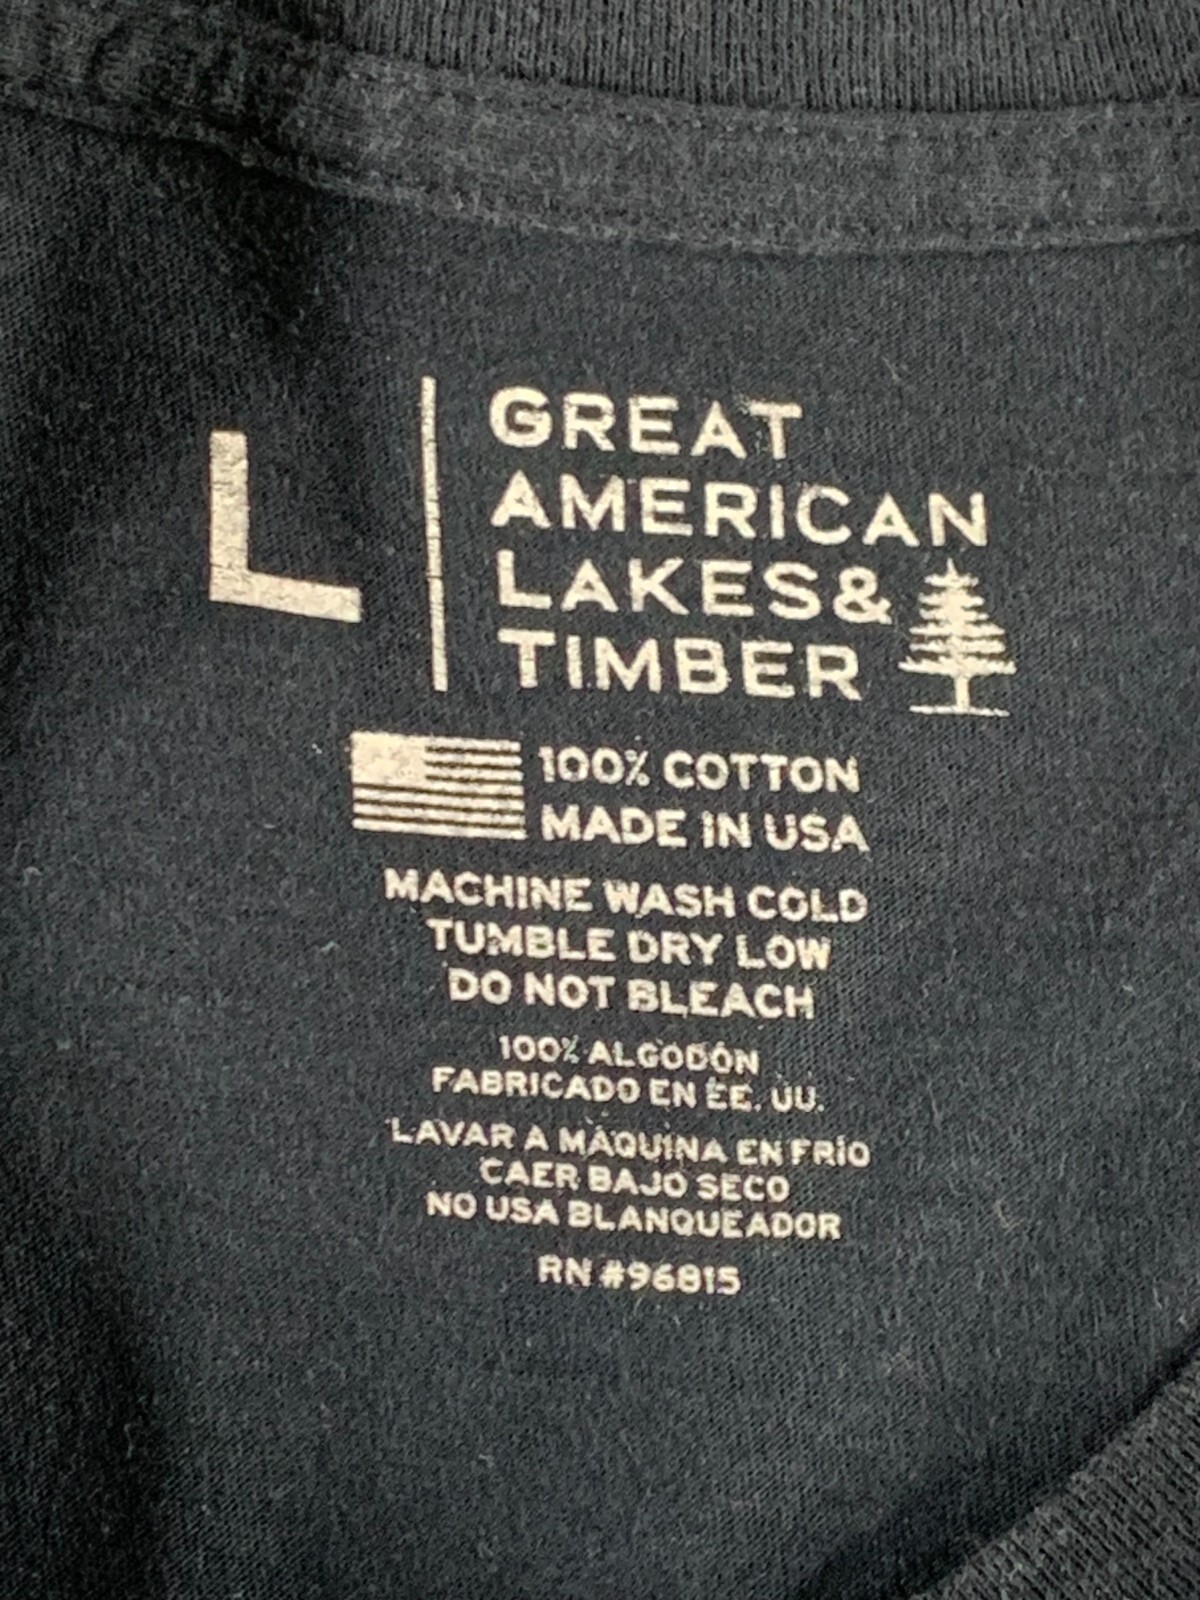 L
GREAT
AMERICAN
LAKES&
TIMBER
100% COTTON
MADE IN USA
MACHINE WASH COLD
TUMBLE DRY LOW
DO NOT BLEACH
100% ALGODÓN
FABRICADO EN EE. UU.
LAVAR A MÁQUINA EN FRÍO
CAER BAJO SECO
NO USA BLANQUEADOR
RN #96815